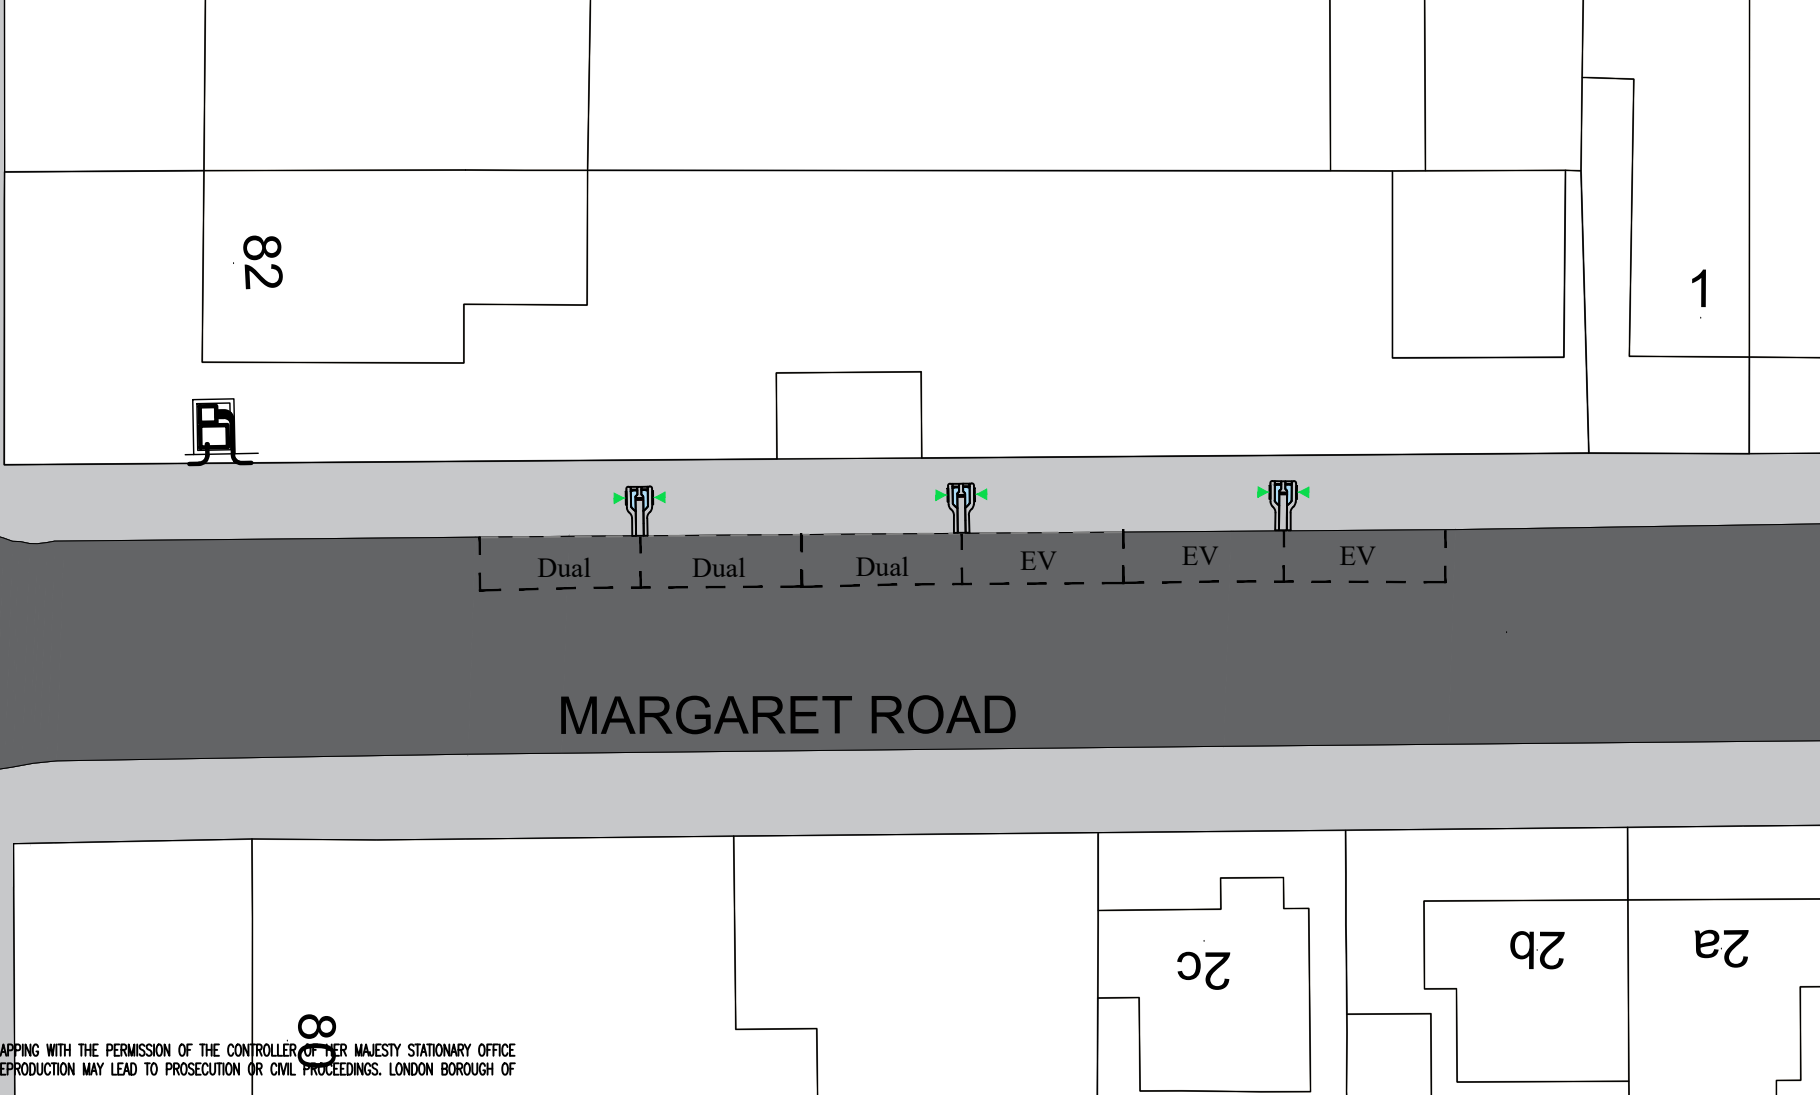 82
1
Dual Dual Dual EV EV EV
MARGARET ROAD
2c
2b
2a
80
APPING WITH THE PERMISSION OF THE CONTROLLER OF HER MAJESTY STATIONARY OFFICE
EPRODUCTION MAY LEAD TO PROSECUTION OR CIVIL PROCEEDINGS. LONDON BOROUGH OF